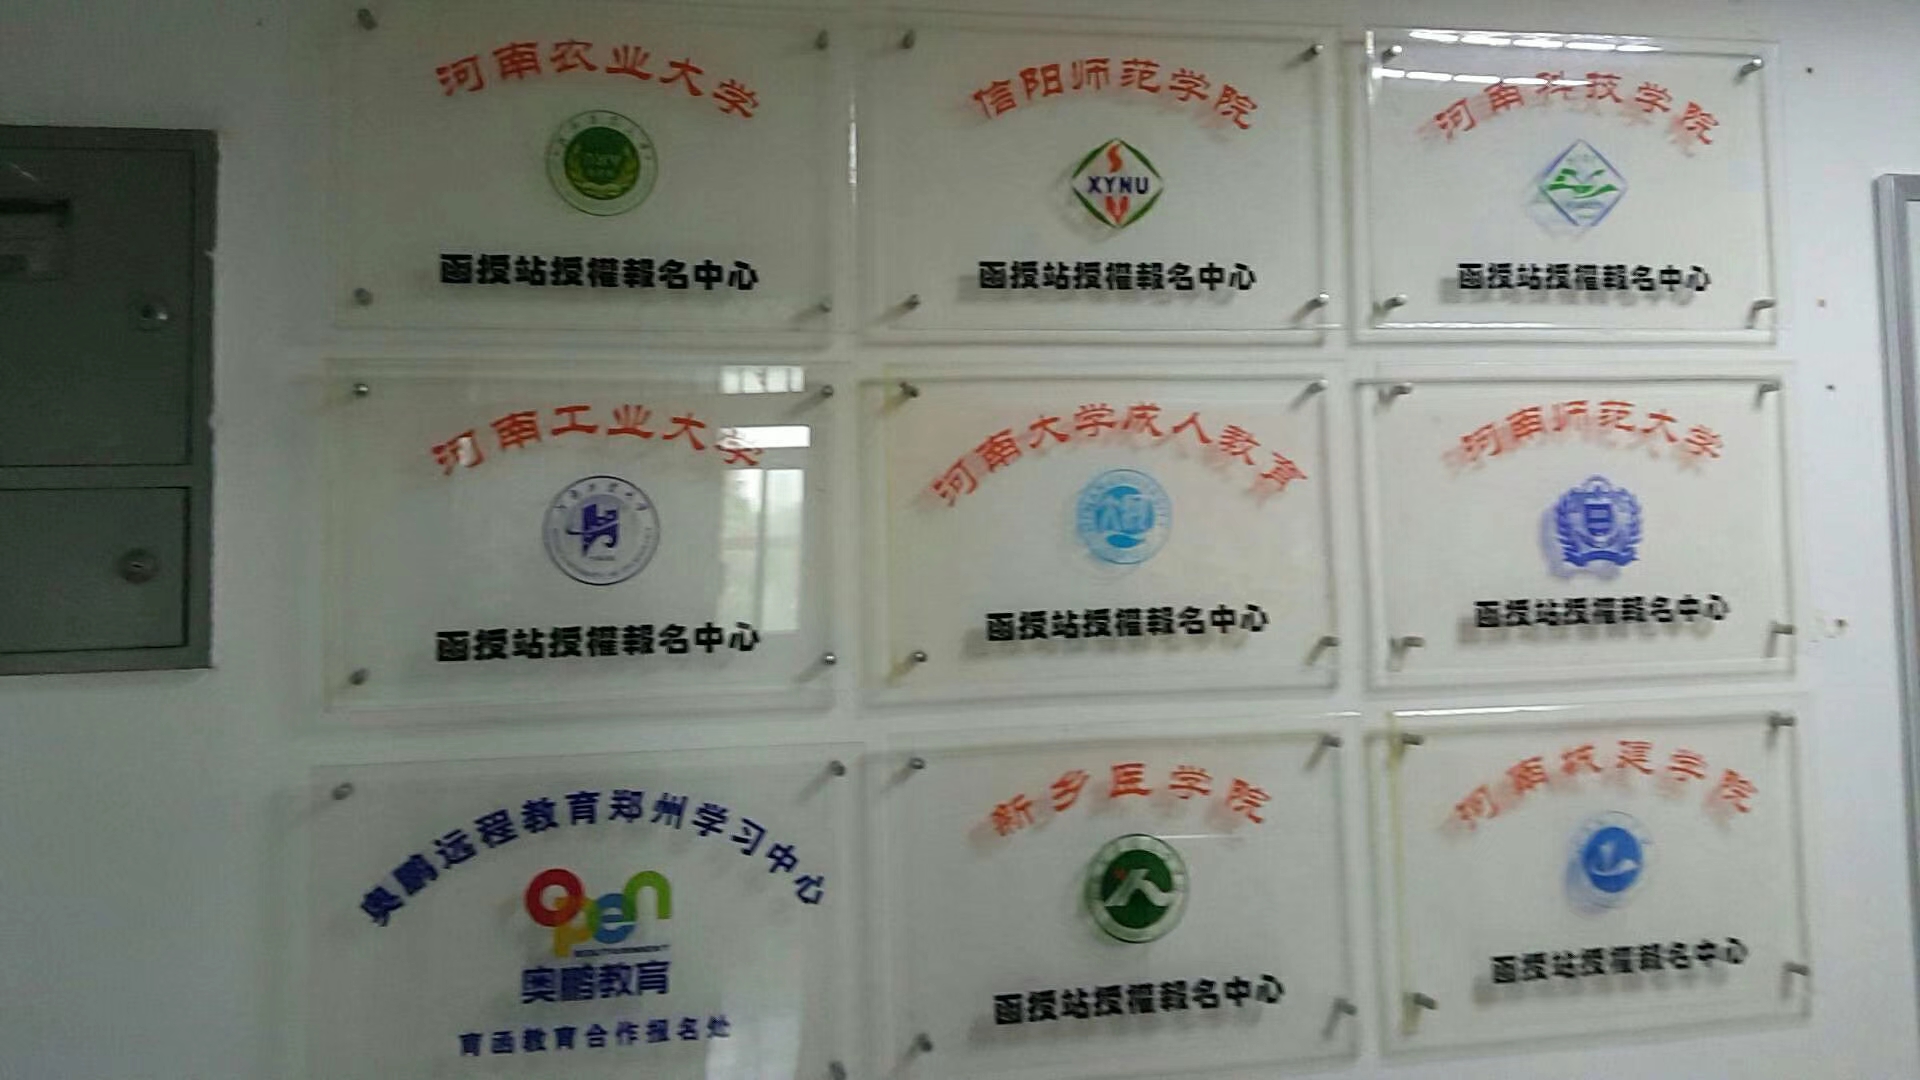 河南农业大学
函授站授權報名中心
信阳师范学院
XYNU
函授站授權報名中心
河南科技学院
函授站授權報名中心
河南工业大学
函授站授權報名中心
河南大学成人教育
函授站授權報名中心
河南师范大学
函授站授權報名中心
奥鹏远程教育郑州学习中心
open
奥鹏教育
育函教育合作报名处
新乡医学院
函授站授權報名中心
河南城建学院
函授站授權報名中心